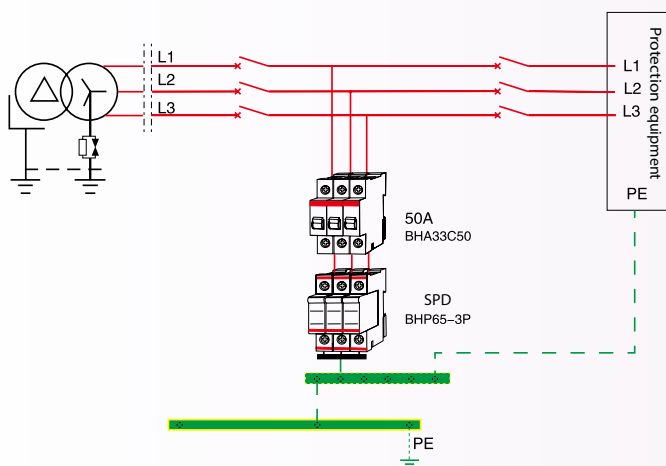 L1
L2
L3
Protection equipment
L1
L2
L3
PE
50A
BHA33C50
SPD
BHP65-3P
PE